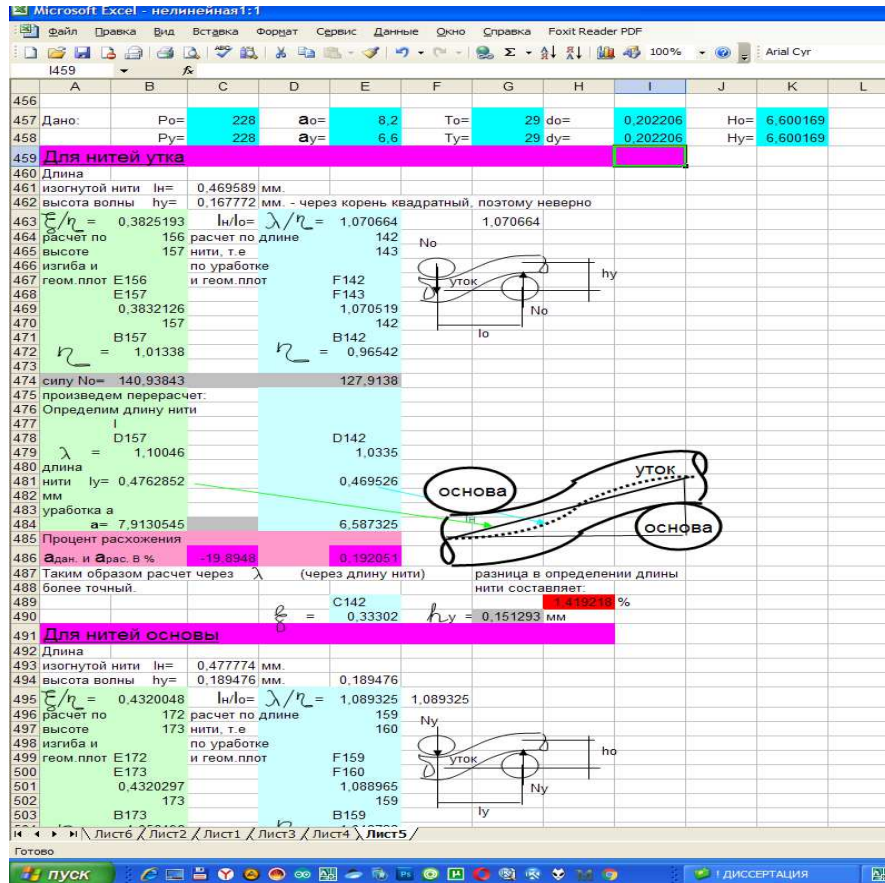 Microsoft Excel - нелинейная1:1
Файл Правка Вид Вставка Формат Сервис Данные Окно Справка Foxit Reader PDF
100% Arial Cyr
I459 fx
A B C D E F G H I J K L
456
457 Дано: Po= 228 ao= 8,2 To= 29 do= 0,202206 Ho= 6,600169
458 Py= 228 ay= 6,6 Ty= 29 dy= 0,202206 Hy= 6,600169
459 Для нитей утка
460 Длина
461 изогнутой нити lн= 0,469589 мм.
462 высота волны hy= 0,167772 мм. - через корень квадратный, поэтому неверно
463 ξ/η = 0,3825193 lн/lo= λ/η = 1,070664 1,070664
464 расчет по 156 расчет по длине 142 No
465 высоте 157 нити, т.е 143
466 изгиба и по уработке
467 геом.плот E156 и геом.плот F142 уток hy
468 E157 F143
469 0,3832126 1,070519 No
470 157 142
471 B157 B142 lo
472 η = 1,01338 η = 0,96542
473
474 силу No= 140,93843 127,9138
475 произведем перерасчет:
476 Определим длину нити
477 l
478 D157 D142
479 λ = 1,10046 1,0335
480 длина уток
481 нити ly= 0,4762852 0,469526 основа
482 мм
483 уработка а lн
484 a= 7,9130545 6,587325 основа
485 Процент расхожения
486 aдан. и aрас. В % -19,8948 0,192051
487 Таким образом расчет через λ (через длину нити) разница в определении длины
488 более точный. нити составляет:
489 C142 1,419218 %
490 ξ = 0,33302 hy = 0,151293 мм
491 Для нитей основы
492 Длина
493 изогнутой нити lн= 0,477774 мм.
494 высота волны hy= 0,189476 мм. 0,189476
495 ξ/η = 0,4320048 lн/lo= λ/η = 1,089325 1,089325
496 расчет по 172 расчет по длине 159 Ny
497 высоте 173 нити, т.е 160
498 изгиба и по уработке
499 геом.плот E172 и геом.плот F159 уток ho
500 E173 F160
501 0,4320297 1,088965 Ny
502 173 159
503 B173 B159 ly
Лист6 Лист2 Лист1 Лист3 Лист4 Лист5
Готово
пуск ! ДИССЕРТАЦИЯ